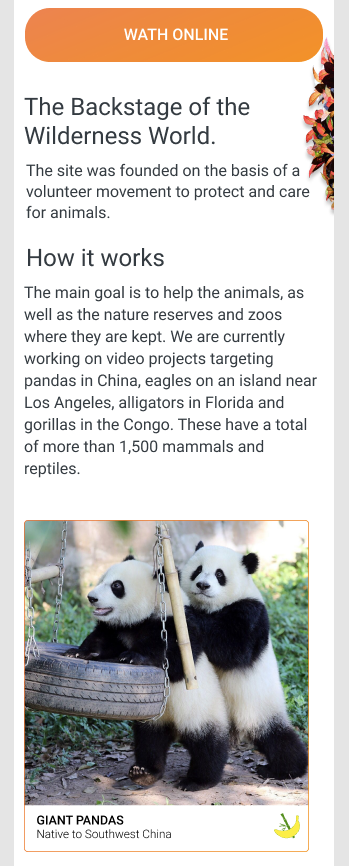 WATH ONLINE
The Backstage of the
Wilderness World.
The site was founded on the basis of a
volunteer movement to protect and care
for animals.
How it works
The main goal is to help the animals, as
well as the nature reserves and zoos
where they are kept. We are currently
working on video projects targeting
pandas in China, eagles on an island near
Los Angeles, alligators in Florida and
gorillas in the Congo. These have a total
of more than 1,500 mammals and
reptiles.
GIANT PANDAS
Native to Southwest China